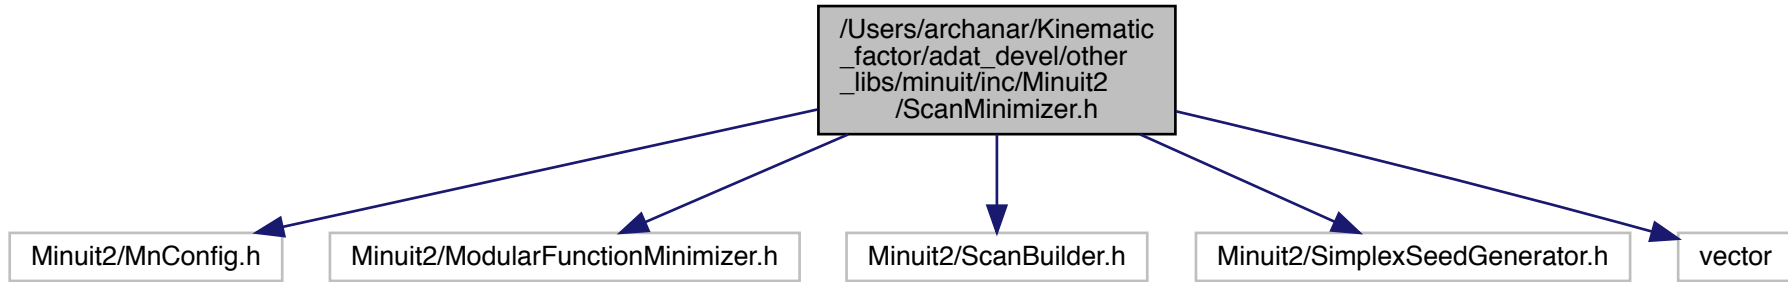 /Users/archanar/Kinematic
_factor/adat_devel/other
_libs/minuit/inc/Minuit2
/ScanMinimizer.h
Minuit2/MnConfig.h
Minuit2/ModularFunctionMinimizer.h
Minuit2/ScanBuilder.h
Minuit2/SimplexSeedGenerator.h
vector